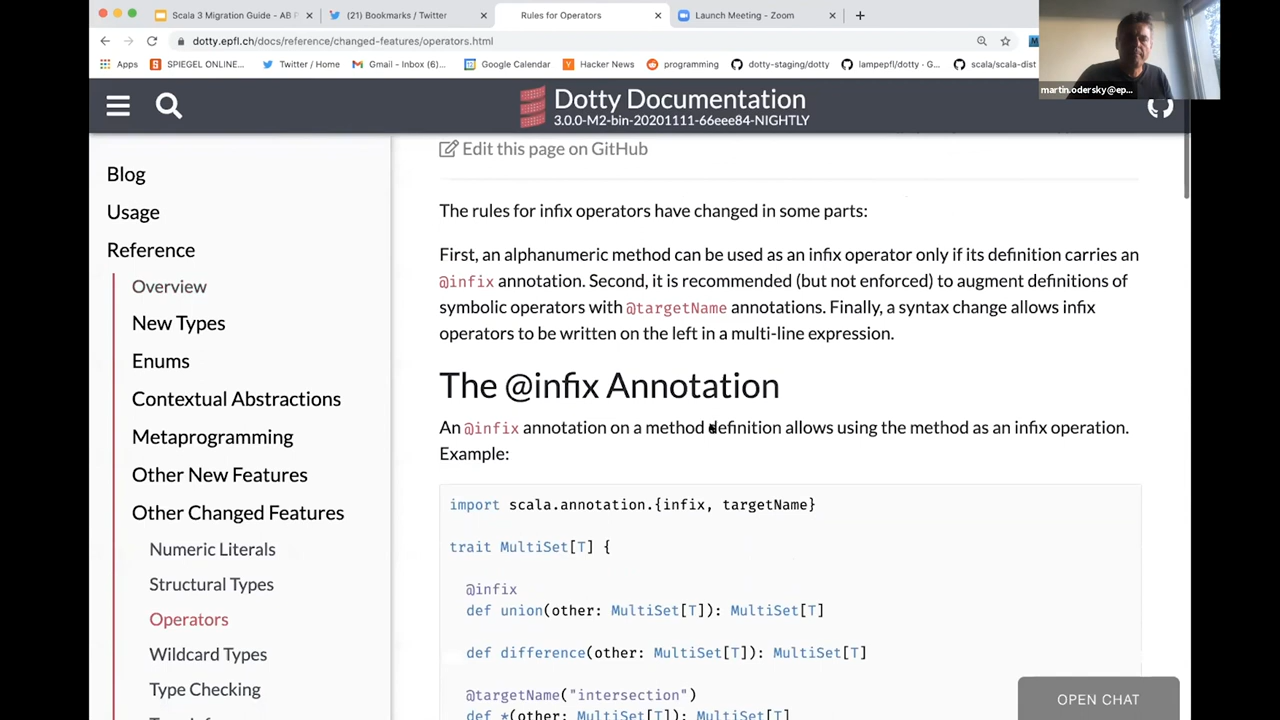 Scala 3 Migration Guide - AB F
(21) Bookmarks / Twitter
Rules for Operators
Launch Meeting - Zoom
dotty.epfl.ch/docs/reference/changed-features/operators.html
Apps
SPIEGEL ONLINE...
Twitter / Home
Gmail - Inbox (6)...
Google Calendar
Hacker News
programming
dotty-staging/dotty
lampepfl/dotty · G...
scala/scala-dist
martin.odersky@ep...
Dotty Documentation
3.0.0-M2-bin-20201111-66eee84-NIGHTLY
Blog
Usage
Reference
Overview
New Types
Enums
Contextual Abstractions
Metaprogramming
Other New Features
Other Changed Features
Numeric Literals
Structural Types
Operators
Wildcard Types
Type Checking
Edit this page on GitHub
The rules for infix operators have changed in some parts:
First, an alphanumeric method can be used as an infix operator only if its definition carries an
@infix annotation. Second, it is recommended (but not enforced) to augment definitions of
symbolic operators with @targetName annotations. Finally, a syntax change allows infix
operators to be written on the left in a multi-line expression.
The @infix Annotation
An @infix annotation on a method definition allows using the method as an infix operation.
Example:
import scala.annotation.{infix, targetName}
trait MultiSet[T] {
@infix
def union(other: MultiSet[T]): MultiSet[T]
def difference(other: MultiSet[T]): MultiSet[T]
@targetName("intersection")
def *(other: MultiSet[T]): MultiSet[T]
OPEN CHAT